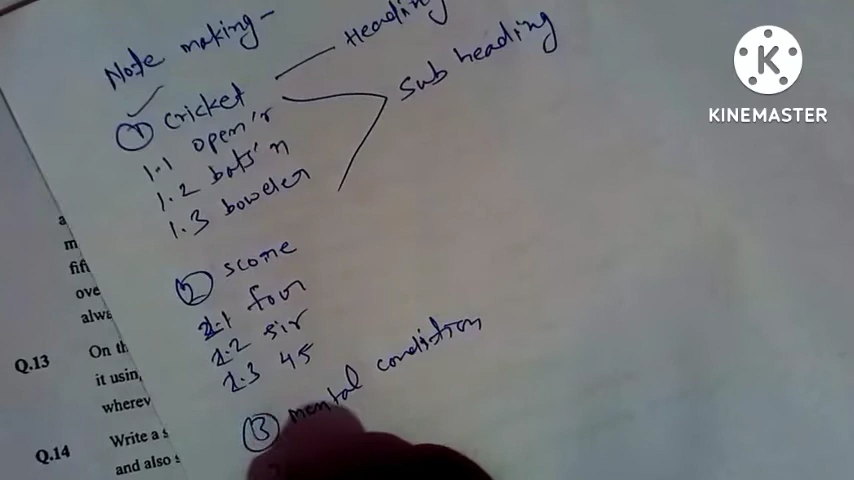 Note making-
Heading
① cricket
Sub heading
1.1 open'r
1.2 bats'n
1.3 bowler
② score
2.1 four
2.2 six
2.3 45
③ mental condition
a
m
fif
ove
alwa
Q.13 On th
it usin
wherev
Q.14 Write a s
and also s
K
KINEMASTER